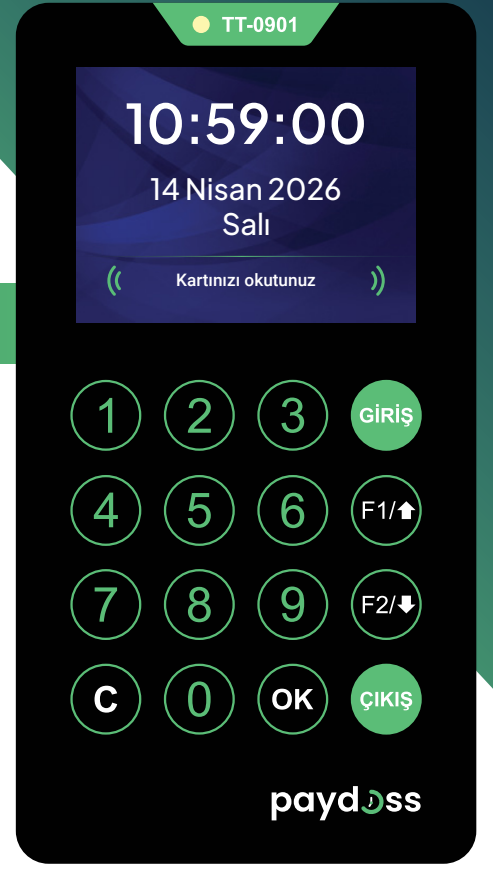 TT-0901
10:59:00
14 Nisan 2026
Salı
Kartınızı okutunuz
1 2 3 GİRİŞ
4 5 6 F1/⬆
7 8 9 F2/⬇
C 0 OK ÇIKIŞ
paydoss